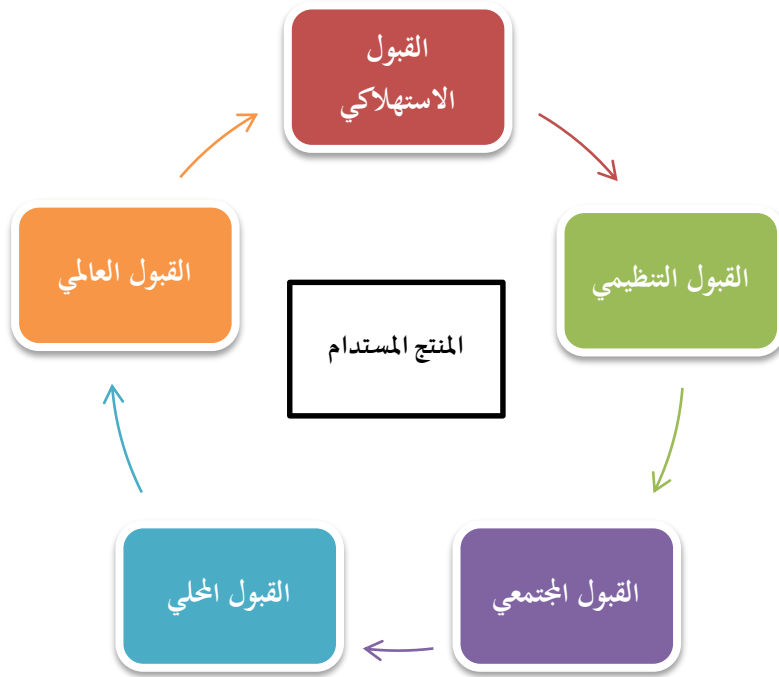 القبول
الاستهلاكي
القبول التنظيمي
القبول العالمي
المنتج المستدام
القبول المجتمعي
القبول المحلي